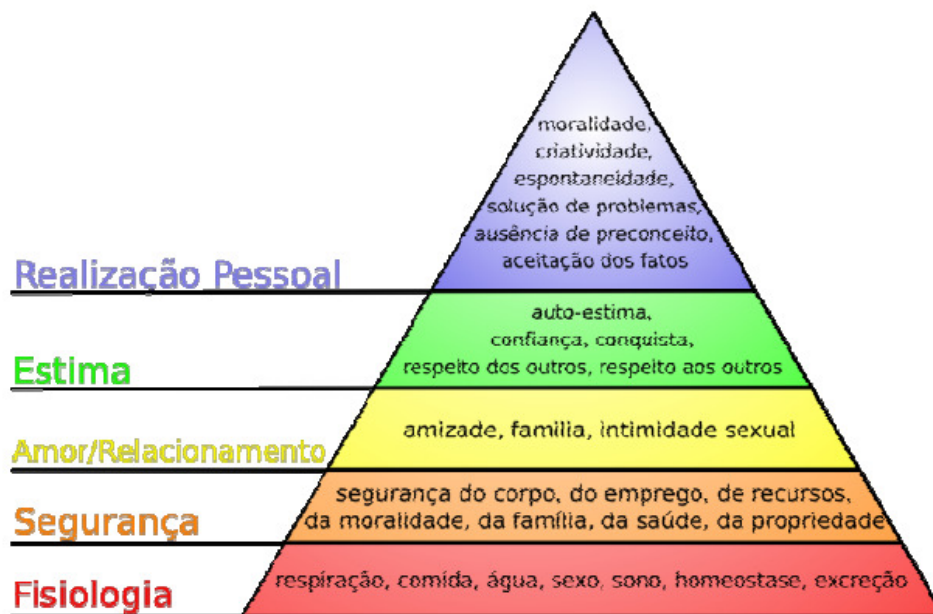 moralidade,
criatividade,
espontaneidade,
solução de problemas,
ausência de preconceito,
aceitação dos fatos
Realização Pessoal
auto-estima,
confiança, conquista,
respeito dos outros, respeito aos outros
Estima
amizade, família, intimidade sexual
Amor/Relacionamento
segurança do corpo, do emprego, de recursos,
da moralidade, da família, da saúde, da propriedade
Segurança
respiração, comida, água, sexo, sono, homeostase, excreção
Fisiologia